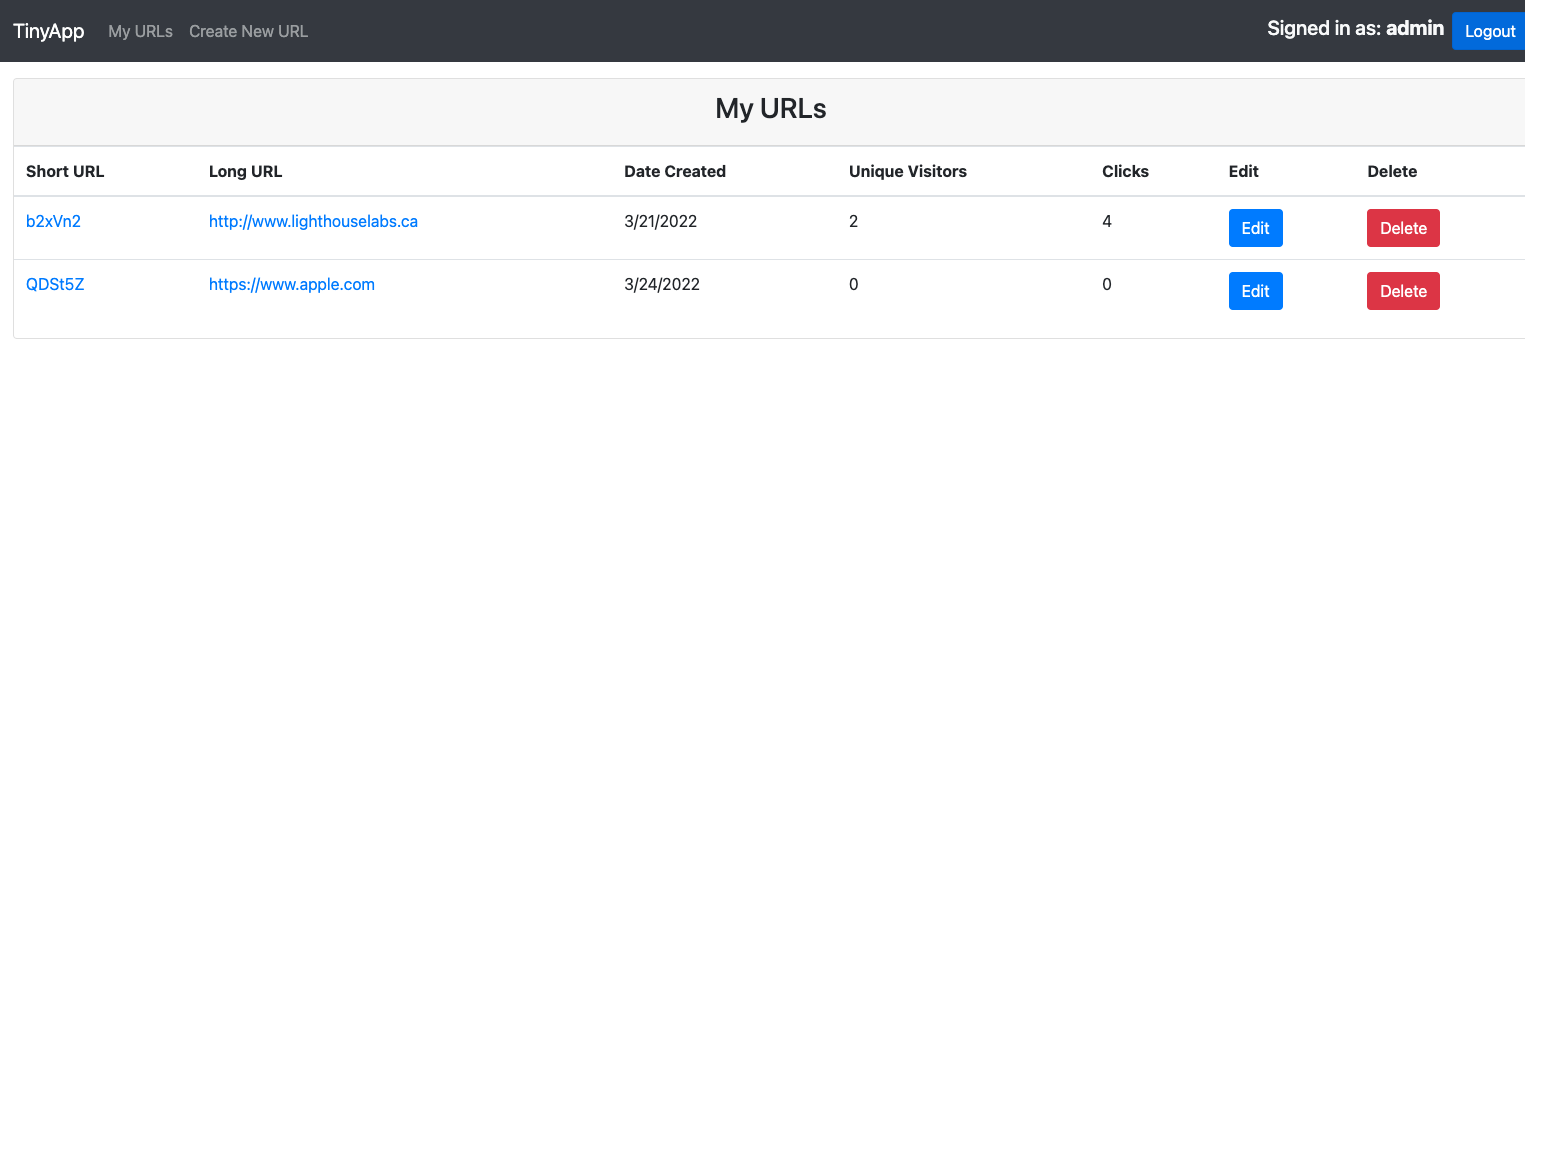 TinyApp My URLs Create New URL Signed in as: admin Logout
My URLs
Short URL Long URL Date Created Unique Visitors Clicks Edit Delete
b2xVn2 http://www.lighthouselabs.ca 3/21/2022 2 4 Edit Delete
QDSt5Z https://www.apple.com 3/24/2022 0 0 Edit Delete